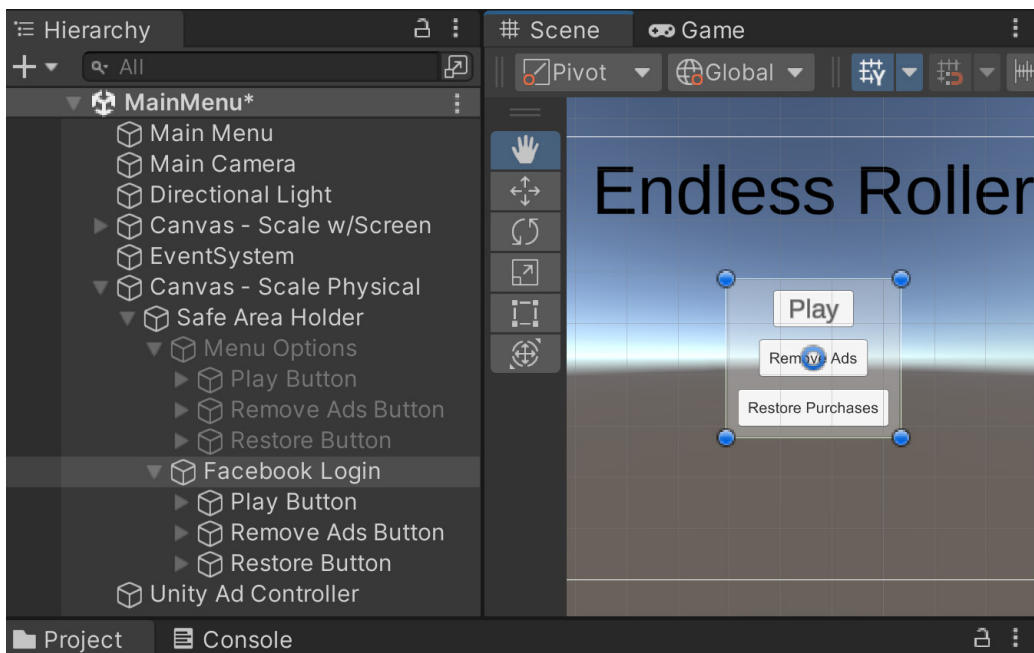 Hierarchy
All
MainMenu*
Main Menu
Main Camera
Directional Light
Canvas - Scale w/Screen
EventSystem
Canvas - Scale Physical
Safe Area Holder
Menu Options
Play Button
Remove Ads Button
Restore Button
Facebook Login
Play Button
Remove Ads Button
Restore Button
Unity Ad Controller
Scene Game
Pivot Global
Endless Roller
Play
Remove Ads
Restore Purchases
Project Console